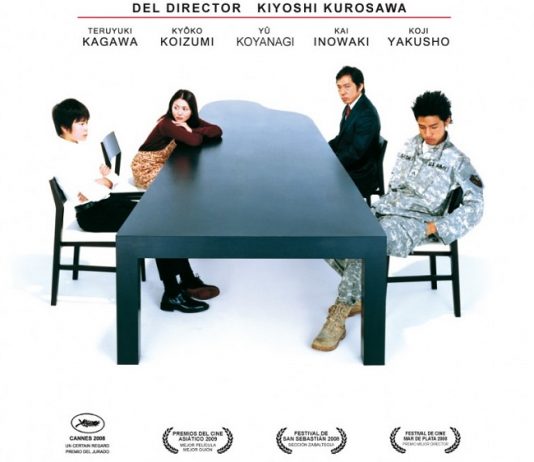 DEL DIRECTOR KIYOSHI KUROSAWA
TERUYUKI KAGAWA
KYŌKO KOIZUMI
YŪ KOYANAGI
KAI INOWAKI
KOJI YAKUSHO
CANNES 2008
UN CERTAIN REGARD
PREMIO DEL JURADO
PREMIOS DEL CINE
ASIÁTICO 2009
MEJOR PELÍCULA
MEJOR GUIÓN
FESTIVAL DE
SAN SEBASTIÁN 2008
SECCIÓN ZABALTEGUI
FESTIVAL DE CINE
MAR DE PLATA 2008
PREMIO MEJOR DIRECTOR